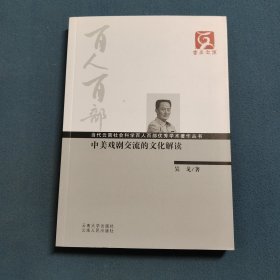 百人百部
当代云南社会科学百人百部优秀学术著作丛书
中美戏剧交流的文化解读
吴戈/著
云南大学出版社
云南人民出版社